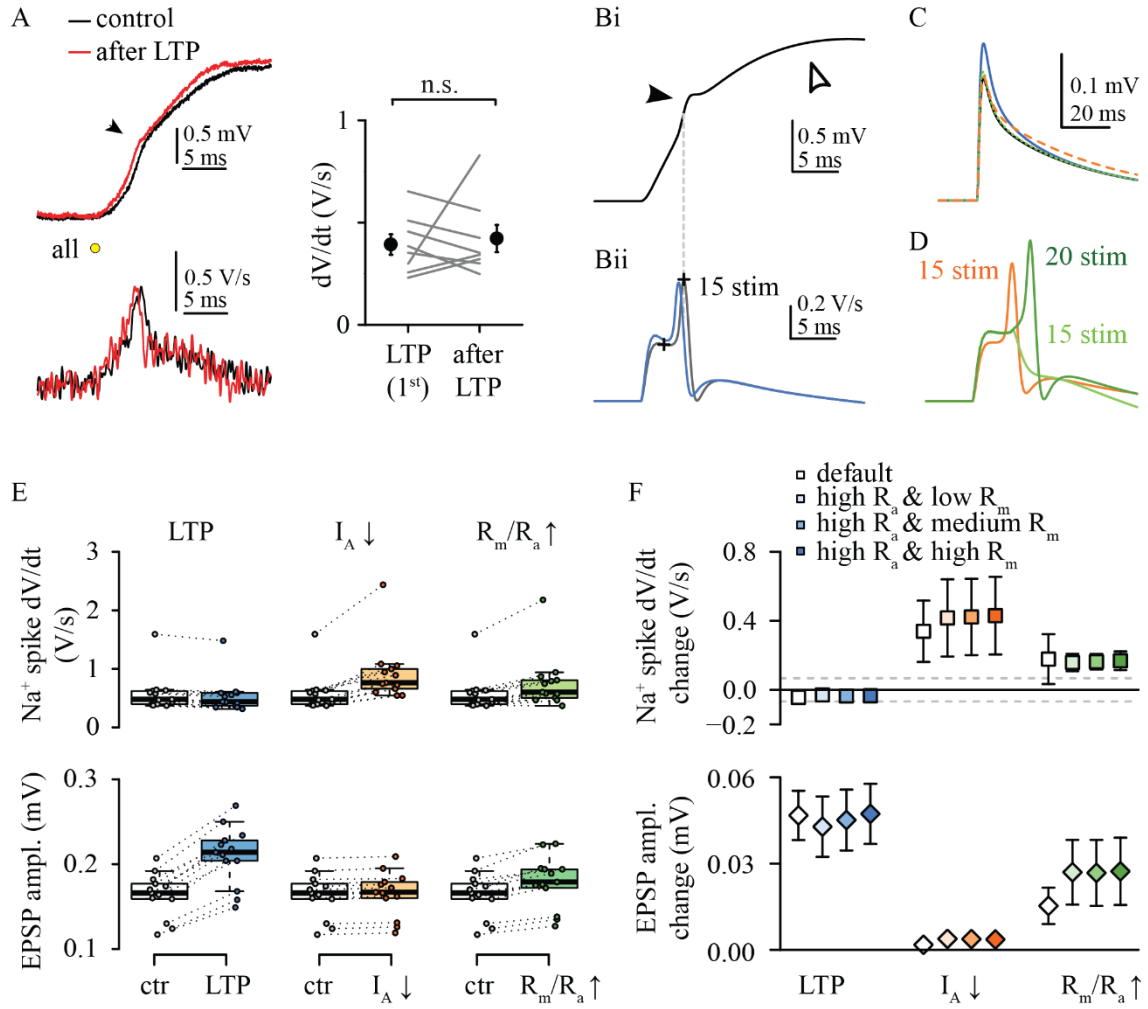 A
control
after LTP
0.5 mV
5 ms
all
0.5 V/s
5 ms
n.s.
1
dV/dt (V/s)
0
LTP
(1st)
after
LTP
Bi
0.5 mV
5 ms
Bii
15 stim
0.2 V/s
5 ms
C
0.1 mV
20 ms
D
15 stim
20 stim
15 stim
E
LTP
IA ↓
Rm/Ra ↑
Na+ spike dV/dt
(V/s)
3
2
1
0
EPSP ampl. (mV)
0.3
0.2
0.1
ctr
LTP
ctr
IA ↓
ctr
Rm/Ra ↑
F
default
high Ra & low Rm
high Ra & medium Rm
high Ra & high Rm
Na+ spike dV/dt
change (V/s)
0.8
0.4
0.0
−0.2
EPSP ampl.
change (mV)
0.06
0.03
0.00
LTP
IA ↓
Rm/Ra ↑